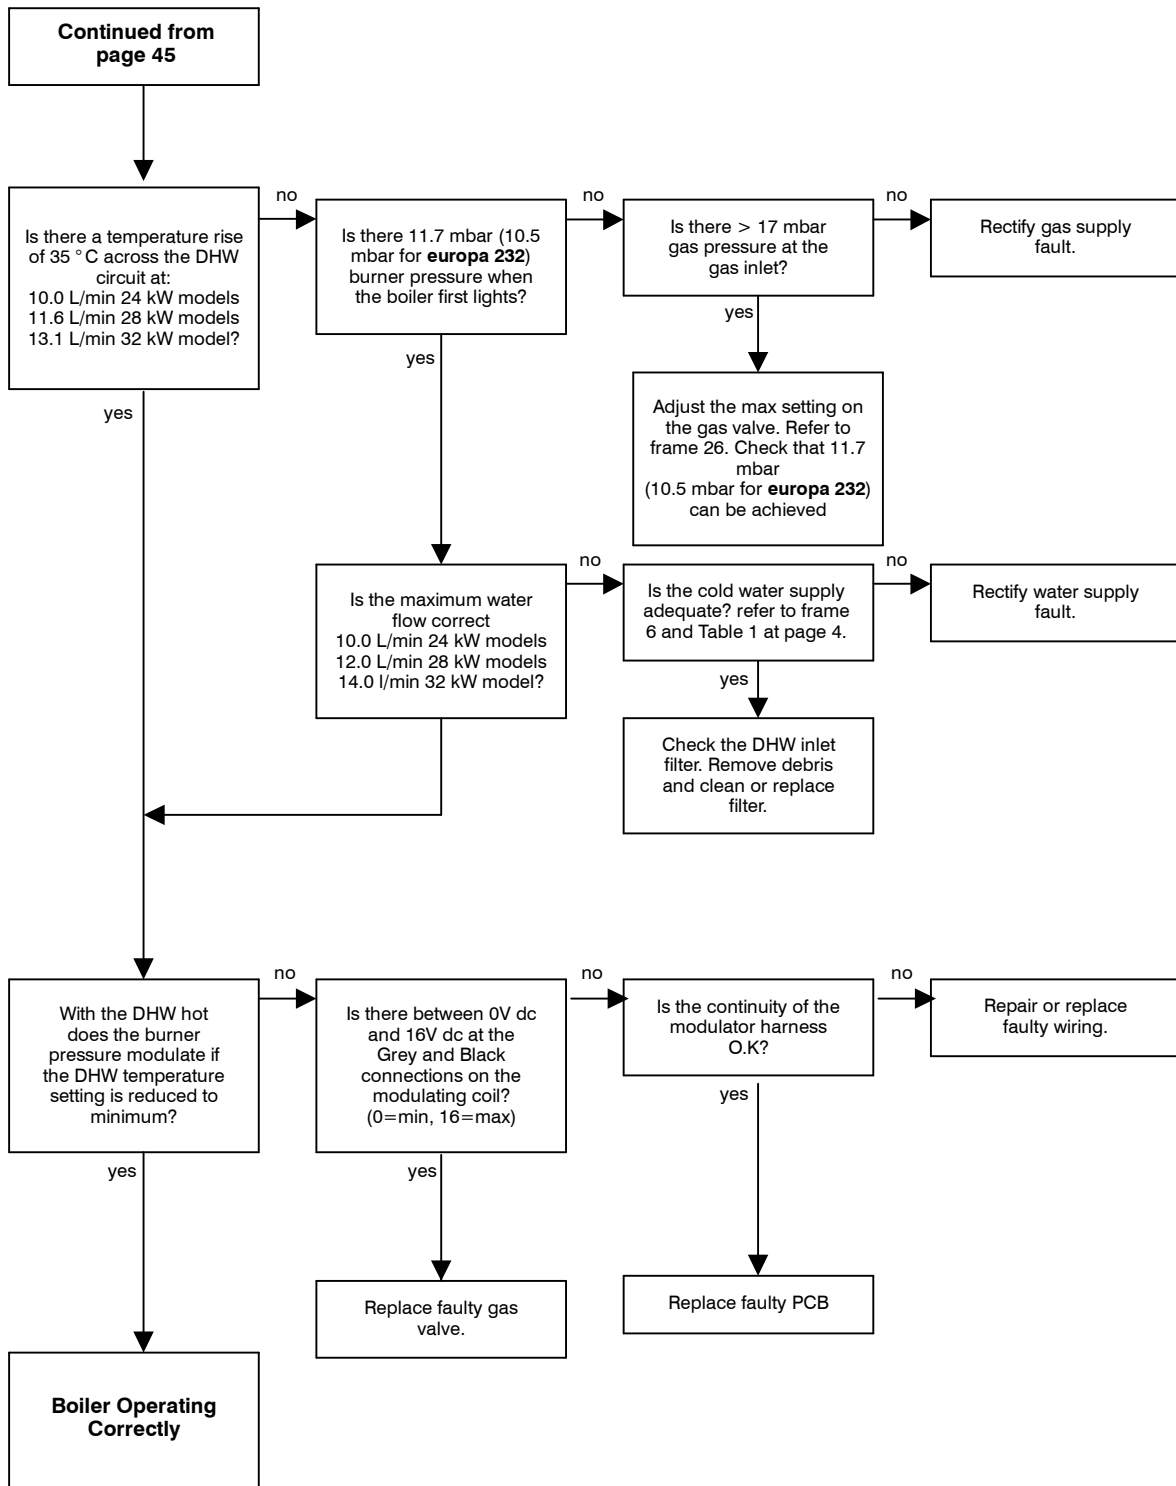 Continued from
page 45
Is there a temperature rise
of 35 °C across the DHW
circuit at:
10.0 L/min 24 kW models
11.6 L/min 28 kW models
13.1 L/min 32 kW model?
no
Is there 11.7 mbar (10.5
mbar for europa 232)
burner pressure when
the boiler first lights?
no
Is there > 17 mbar
gas pressure at the
gas inlet?
no
Rectify gas supply
fault.
yes
yes
yes
Adjust the max setting on
the gas valve. Refer to
frame 26. Check that 11.7
mbar
(10.5 mbar for europa 232)
can be achieved
Is the maximum water
flow correct
10.0 L/min 24 kW models
12.0 L/min 28 kW models
14.0 l/min 32 kW model?
no
Is the cold water supply
adequate? refer to frame
6 and Table 1 at page 4.
no
Rectify water supply
fault.
yes
Check the DHW inlet
filter. Remove debris
and clean or replace
filter.
With the DHW hot
does the burner
pressure modulate if
the DHW temperature
setting is reduced to
minimum?
no
Is there between 0V dc
and 16V dc at the
Grey and Black
connections on the
modulating coil?
(0=min, 16=max)
no
Is the continuity of the
modulator harness
O.K?
no
Repair or replace
faulty wiring.
yes
yes
yes
Replace faulty gas
valve.
Replace faulty PCB
Boiler Operating
Correctly